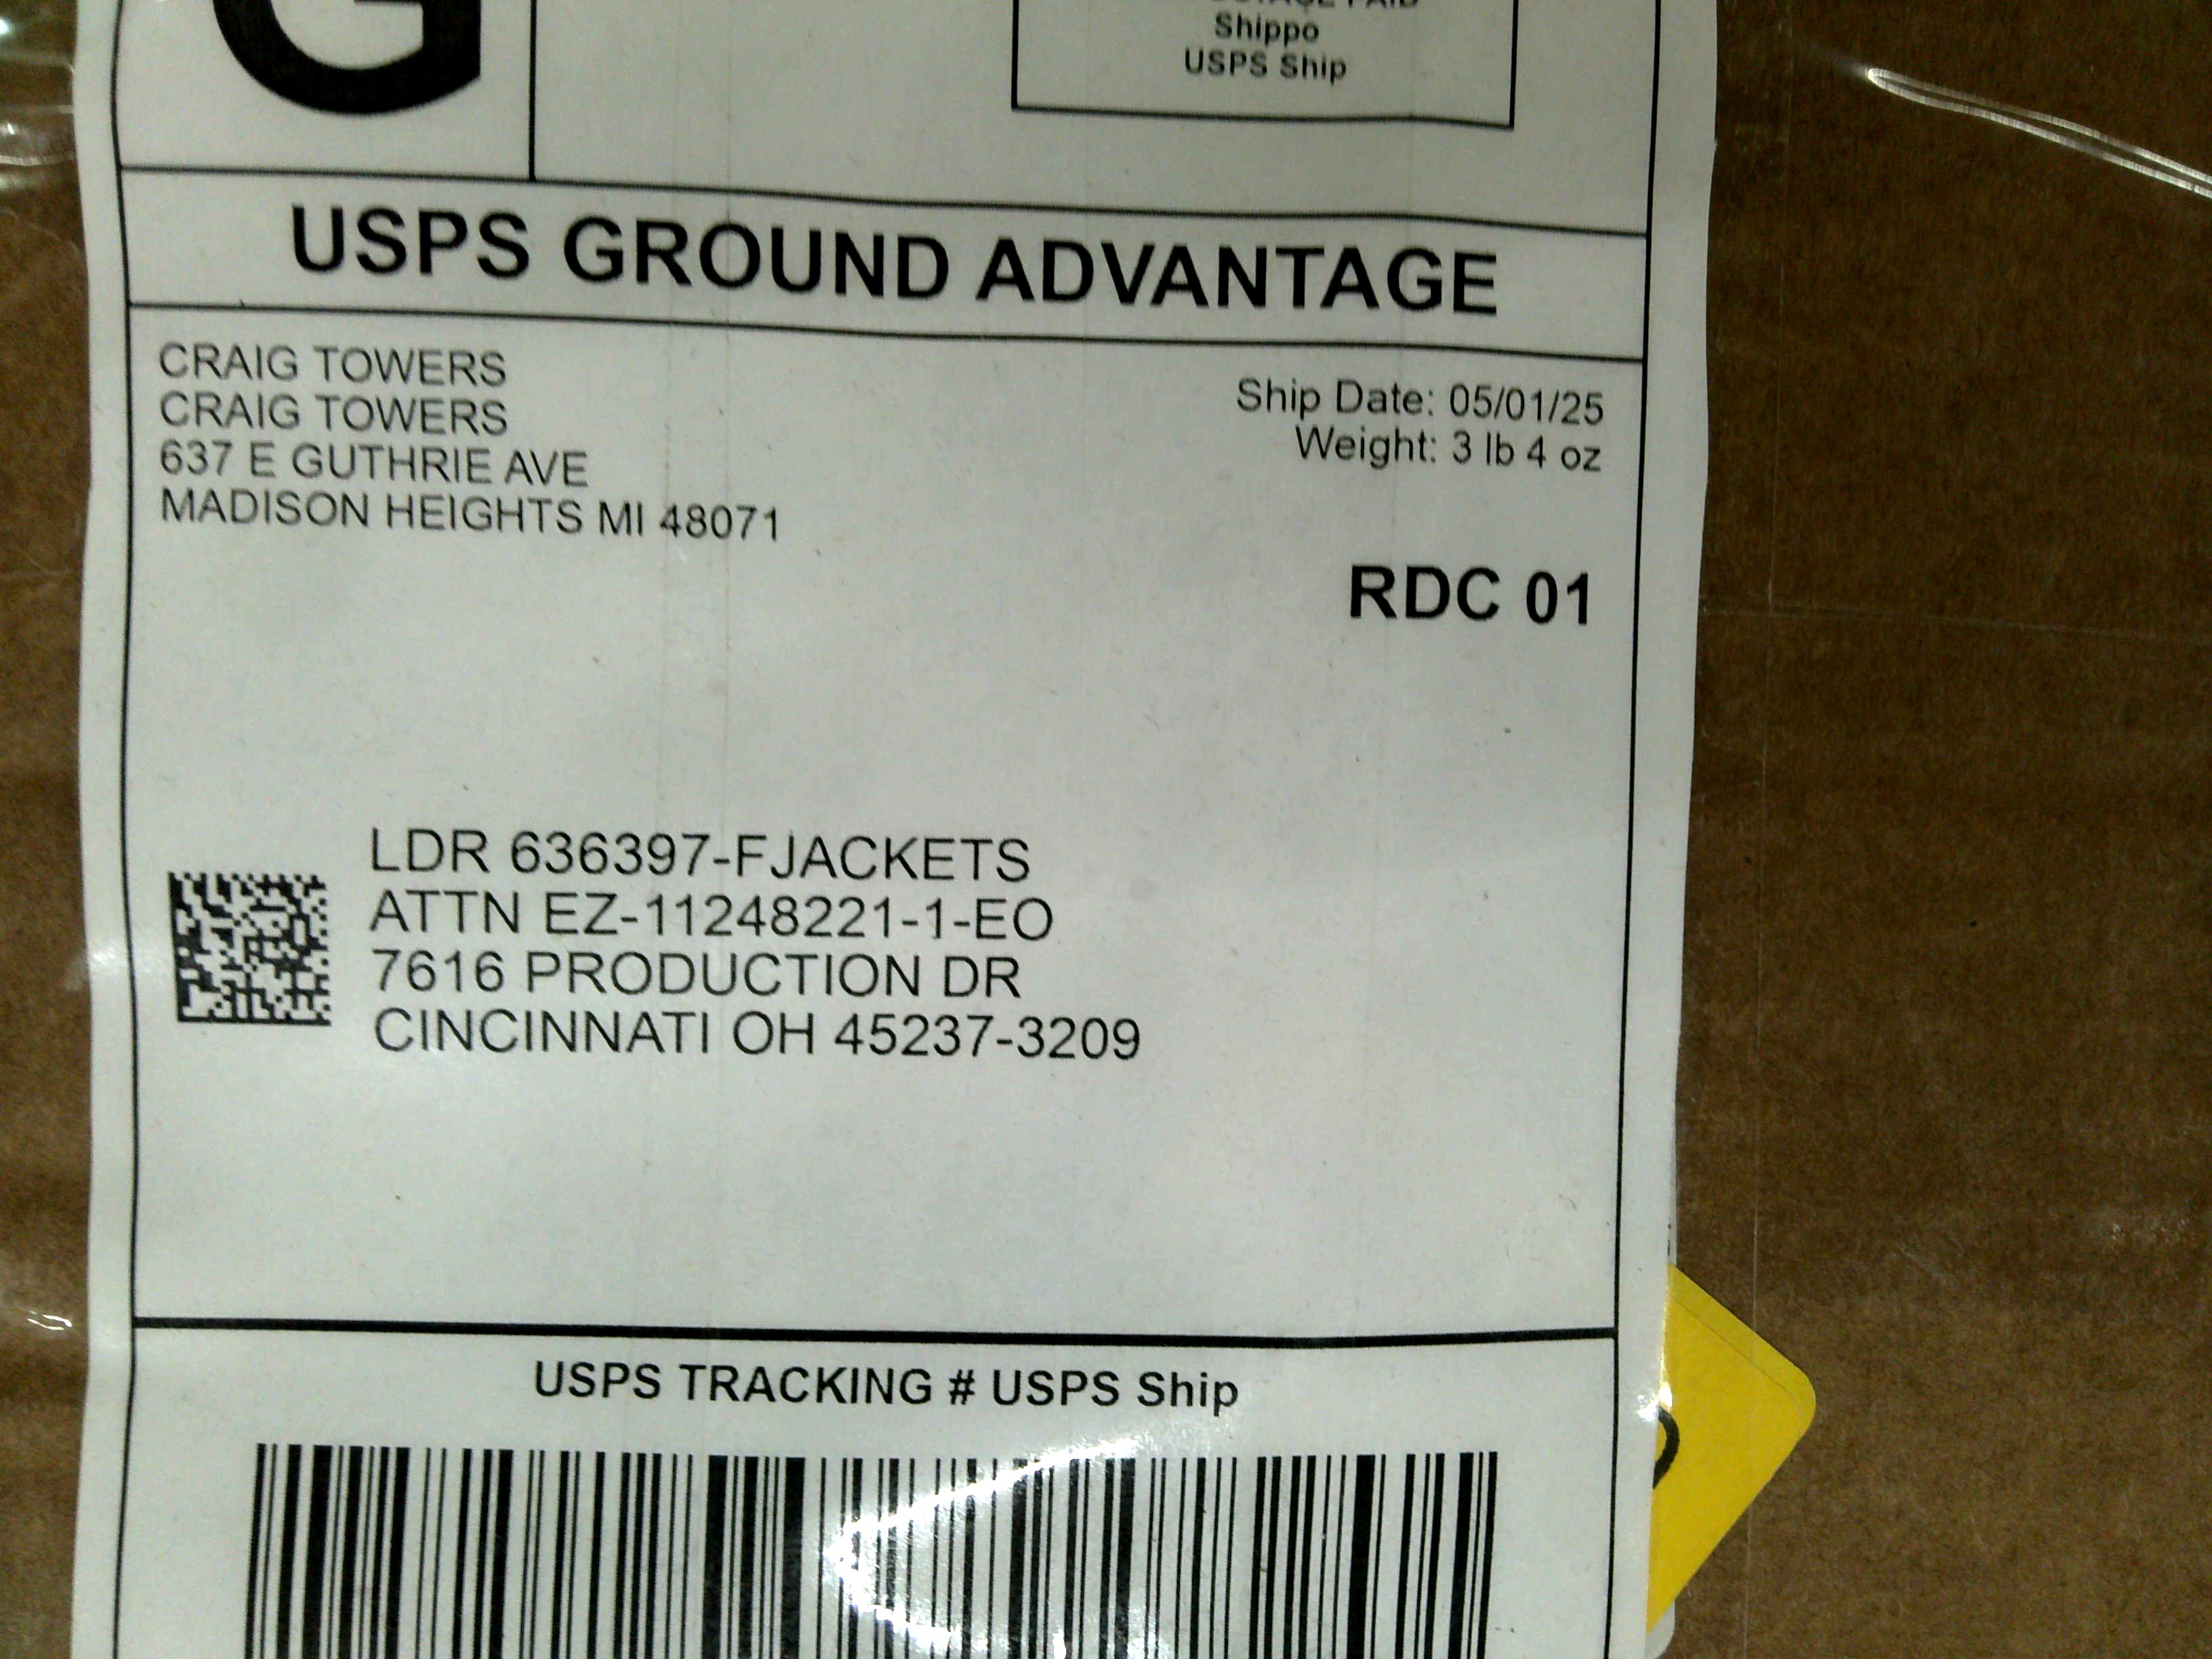 G
PAID
Shippo
USPS Ship
USPS GROUND ADVANTAGE
CRAIG TOWERS
CRAIG TOWERS
637 E GUTHRIE AVE
MADISON HEIGHTS MI 48071
Ship Date: 05/01/25
Weight: 3 lb 4 oz
RDC 01
LDR 636397-FJACKETS
ATTN EZ-11248221-1-EO
7616 PRODUCTION DR
CINCINNATI OH 45237-3209
USPS TRACKING # USPS Ship